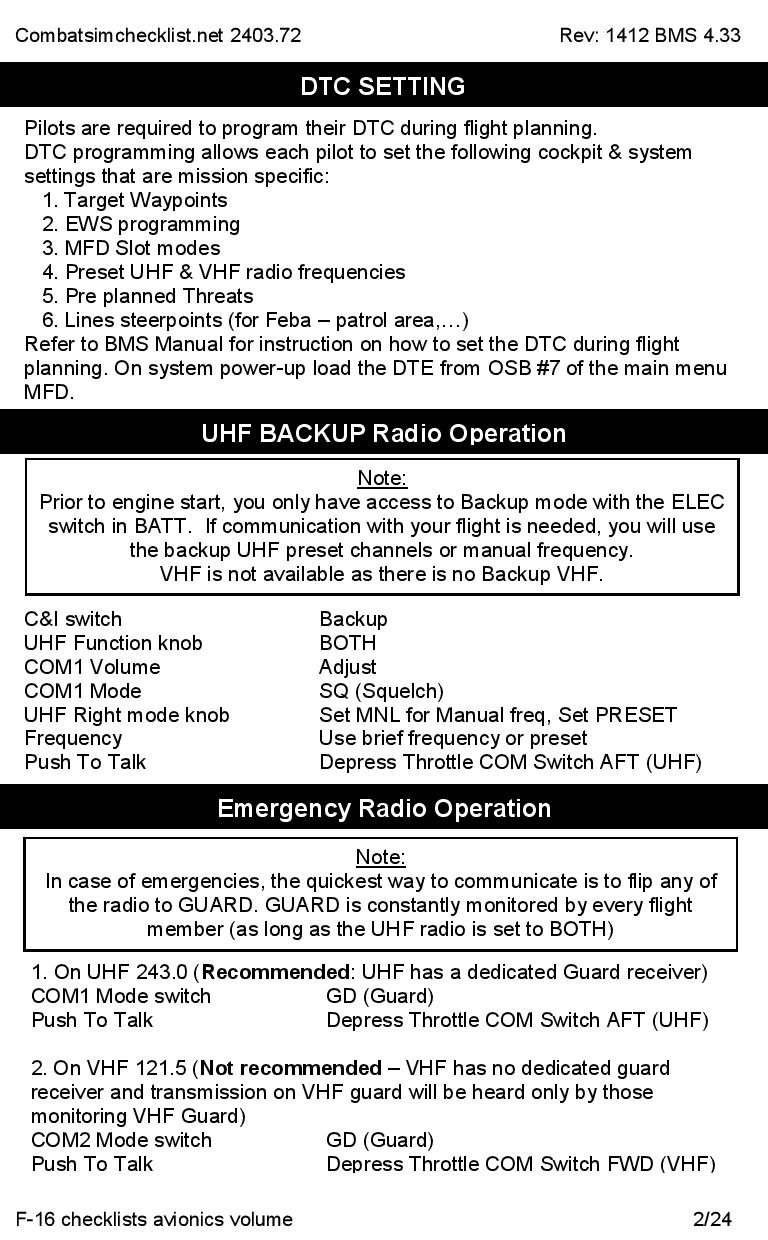 Combatsimchecklist.net 2403.72 Rev: 1412 BMS 4.33
DTC SETTING
Pilots are required to program their DTC during flight planning.
DTC programming allows each pilot to set the following cockpit & system
settings that are mission specific:
1. Target Waypoints
2. EWS programming
3. MFD Slot modes
4. Preset UHF & VHF radio frequencies
5. Pre planned Threats
6. Lines steerpoints (for Feba – patrol area,…)
Refer to BMS Manual for instruction on how to set the DTC during flight
planning. On system power-up load the DTE from OSB #7 of the main menu
MFD.
UHF BACKUP Radio Operation
Note:
Prior to engine start, you only have access to Backup mode with the ELEC
switch in BATT. If communication with your flight is needed, you will use
the backup UHF preset channels or manual frequency.
VHF is not available as there is no Backup VHF.
C&I switch Backup
UHF Function knob BOTH
COM1 Volume Adjust
COM1 Mode SQ (Squelch)
UHF Right mode knob Set MNL for Manual freq, Set PRESET
Frequency Use brief frequency or preset
Push To Talk Depress Throttle COM Switch AFT (UHF)
Emergency Radio Operation
Note:
In case of emergencies, the quickest way to communicate is to flip any of
the radio to GUARD. GUARD is constantly monitored by every flight
member (as long as the UHF radio is set to BOTH)
1. On UHF 243.0 (Recommended: UHF has a dedicated Guard receiver)
COM1 Mode switch GD (Guard)
Push To Talk Depress Throttle COM Switch AFT (UHF)
2. On VHF 121.5 (Not recommended – VHF has no dedicated guard
receiver and transmission on VHF guard will be heard only by those
monitoring VHF Guard)
COM2 Mode switch GD (Guard)
Push To Talk Depress Throttle COM Switch FWD (VHF)
F-16 checklists avionics volume 2/24